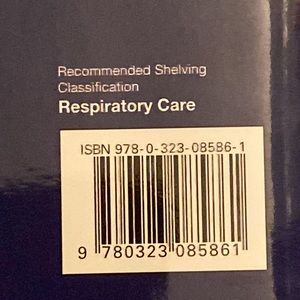 Recommended Shelving
Classification
Respiratory Care
ISBN 978-0-323-08586-1
9 780323 085861